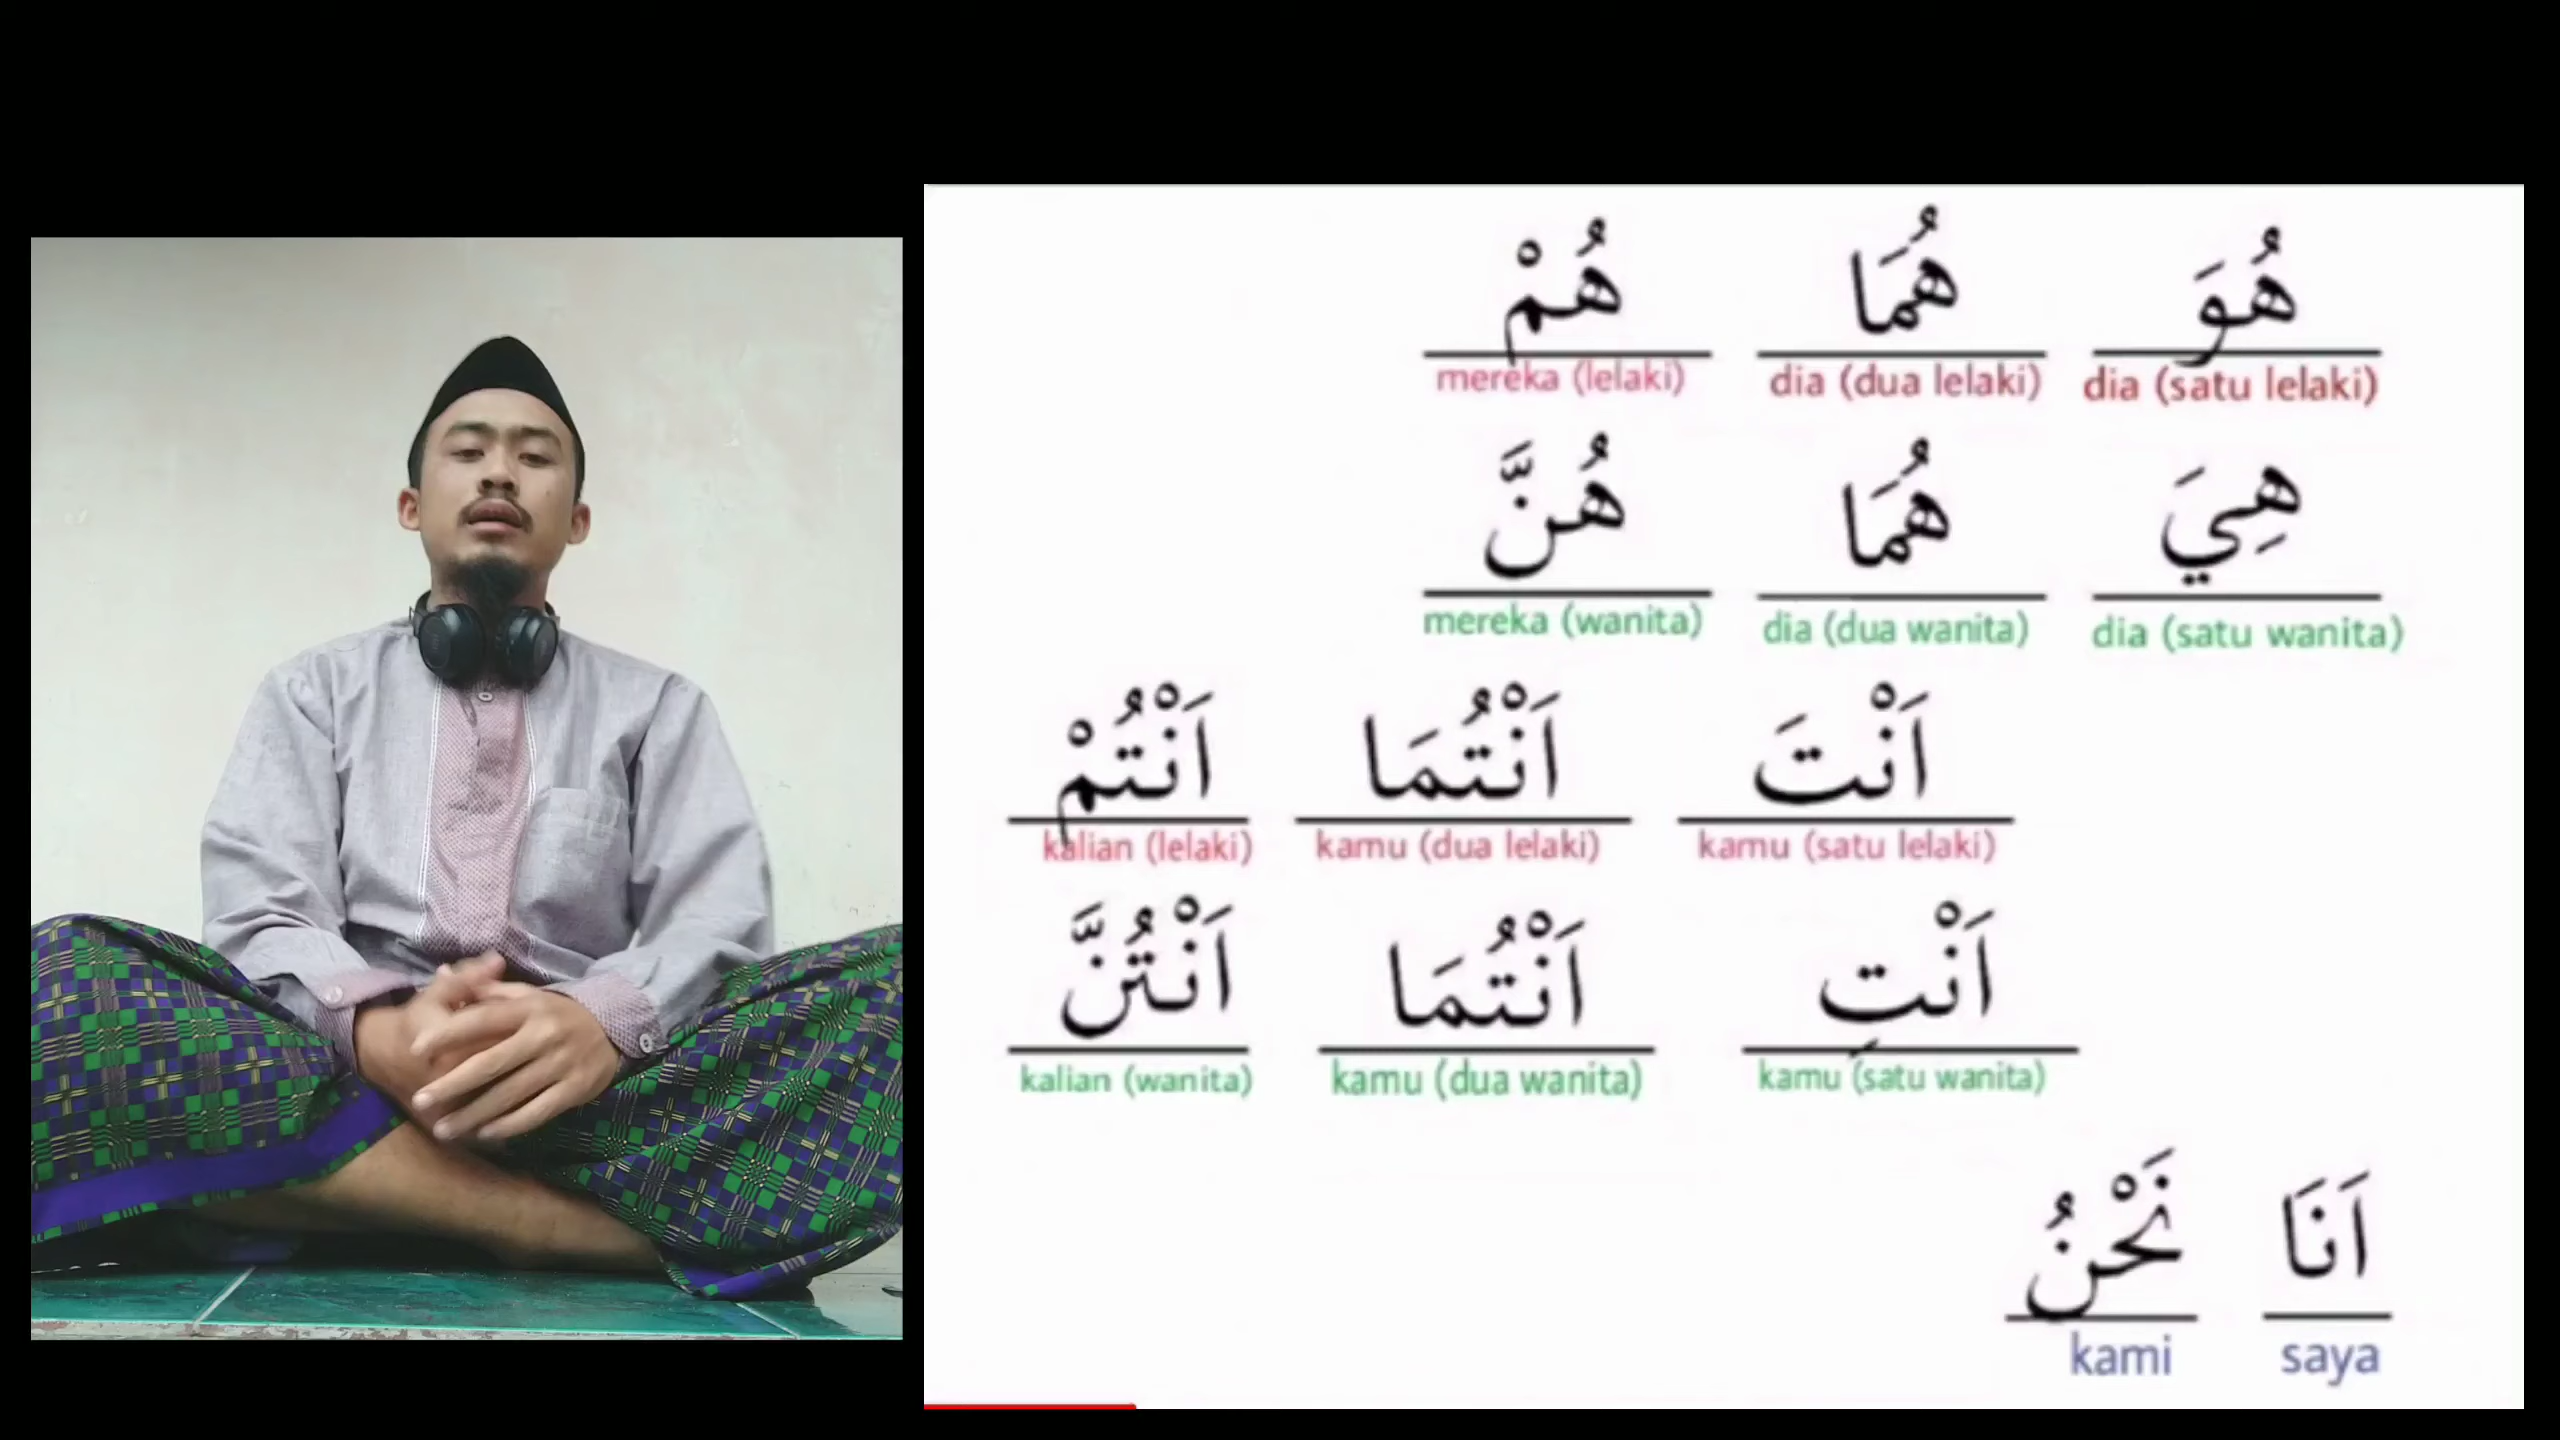 هُوَ هُمَا هُمْ
dia (satu lelaki) dia (dua lelaki) mereka (lelaki)
هِيَ هُمَا هُنَّ
dia (satu wanita) dia (dua wanita) mereka (wanita)
اَنْتَ اَنْتُمَا اَنْتُمْ
kamu (satu lelaki) kamu (dua lelaki) kalian (lelaki)
اَنْتِ اَنْتُمَا اَنْتُنَّ
kamu (satu wanita) kamu (dua wanita) kalian (wanita)
اَنَا نَحْنُ
saya kami